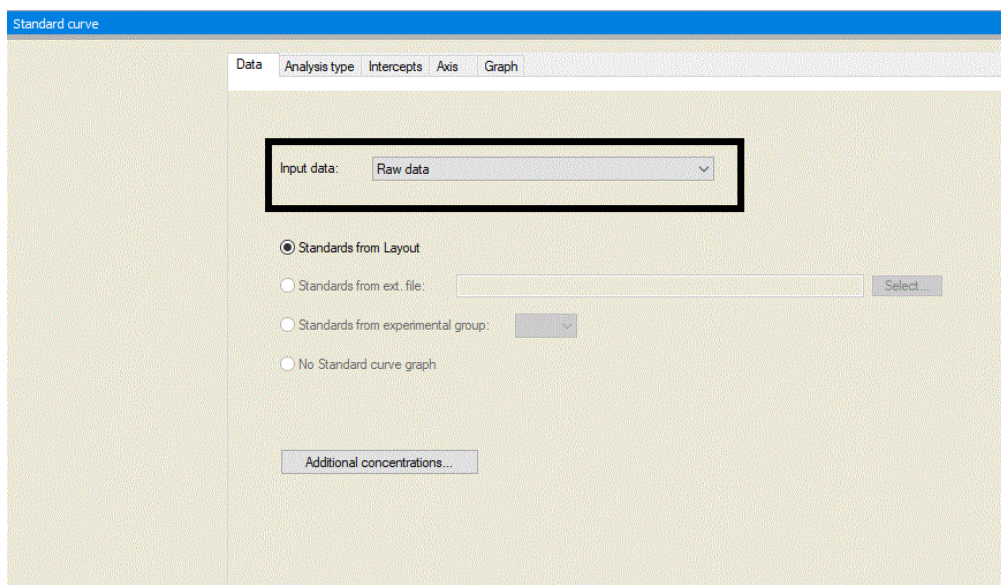 Standard curve
Data Analysis type Intercepts Axis Graph
Input data: Raw data
Standards from Layout
Standards from ext. file: Select...
Standards from experimental group:
No Standard curve graph
Additional concentrations...